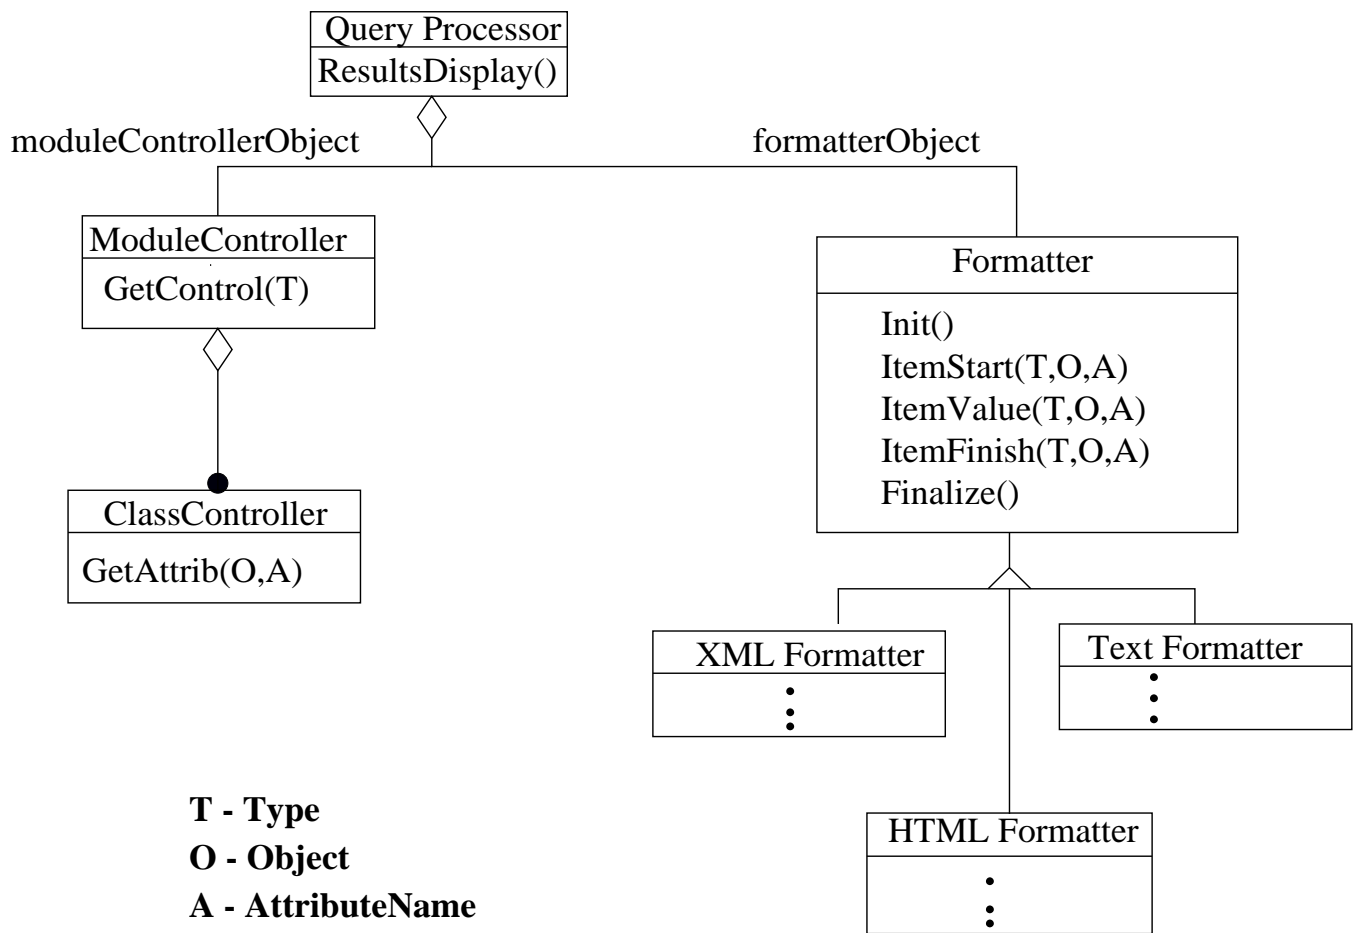 Query Processor
ResultsDisplay()
moduleControllerObject
formatterObject
ModuleController
GetControl(T)
Formatter
Init()
ItemStart(T,O,A)
ItemValue(T,O,A)
ItemFinish(T,O,A)
Finalize()
ClassController
GetAttrib(O,A)
XML Formatter
Text Formatter
HTML Formatter
T - Type
O - Object
A - AttributeName